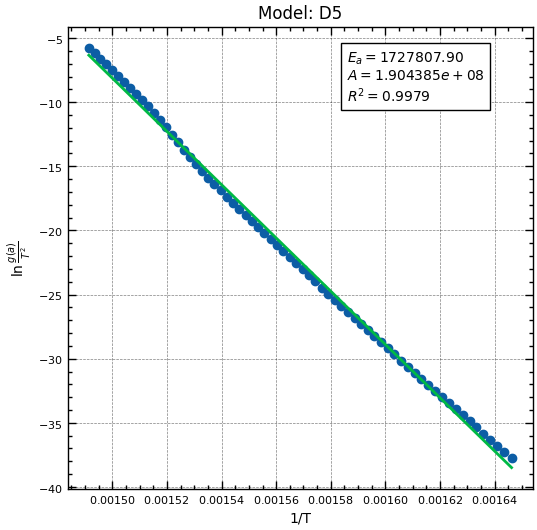 Model: D5
E_a = 1727807.90
A = 1.904385e + 08
R^2 = 0.9979
−5
−10
−15
−20
−25
−30
−35
−40
ln g(a)/T^2
0.00150 0.00152 0.00154 0.00156 0.00158 0.00160 0.00162 0.00164
1/T